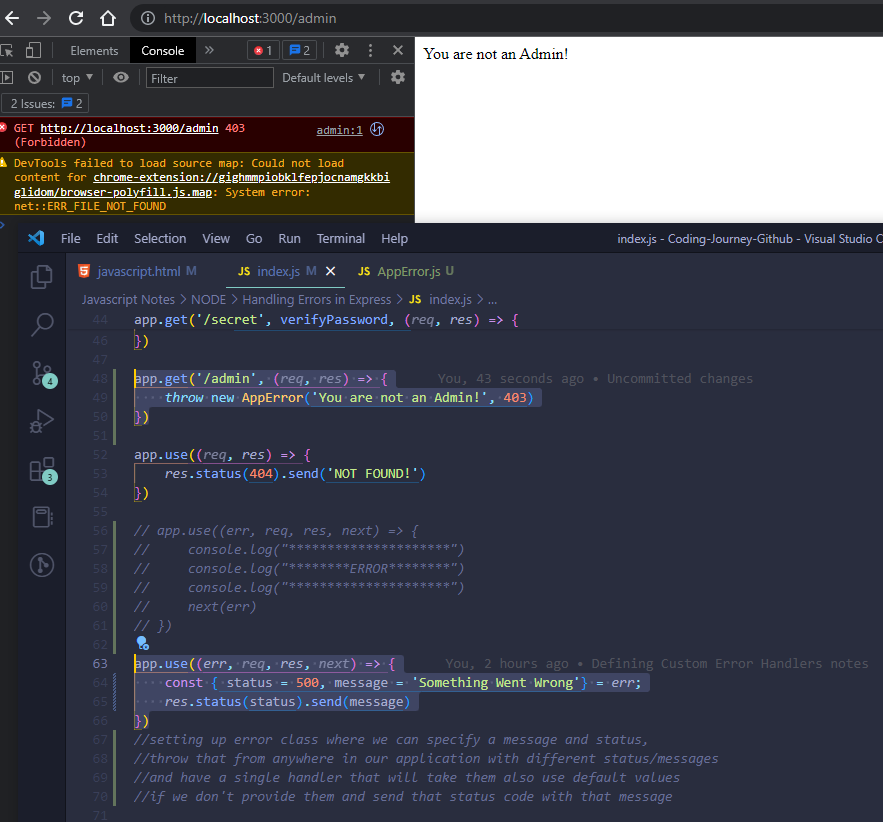 http://localhost:3000/admin
Elements Console » 1 2
top Filter Default levels
2 Issues: 2
GET http://localhost:3000/admin 403 admin:1
(Forbidden)
DevTools failed to load source map: Could not load
content for chrome-extension://gighmmpiobklfepjocnamgkkbi
glidom/browser-polyfill.js.map: System error:
net::ERR_FILE_NOT_FOUND
You are not an Admin!
File Edit Selection View Go Run Terminal Help index.js - Coding-Journey-Github - Visual Studio C
javascript.html M JS index.js M JS AppError.js U
Javascript Notes > NODE > Handling Errors in Express > JS index.js > ...
4
3
44 app.get('/secret', verifyPassword, (req, res) => {
46 })
47
48 app.get('/admin', (req, res) => { You, 43 seconds ago • Uncommitted changes
49 throw new AppError('You are not an Admin!', 403)
50 })
51
52 app.use((req, res) => {
53 res.status(404).send('NOT FOUND!')
54 })
55
56 // app.use((err, req, res, next) => {
57 // console.log("*********************")
58 // console.log("********ERROR********")
59 // console.log("*********************")
60 // next(err)
61 // })
62
63 app.use((err, req, res, next) => { You, 2 hours ago • Defining Custom Error Handlers notes
64 const { status = 500, message = 'Something Went Wrong'} = err;
65 res.status(status).send(message)
66 })
67 //setting up error class where we can specify a message and status,
68 //throw that from anywhere in our application with different status/messages
69 //and have a single handler that will take them also use default values
70 //if we don't provide them and send that status code with that message
71